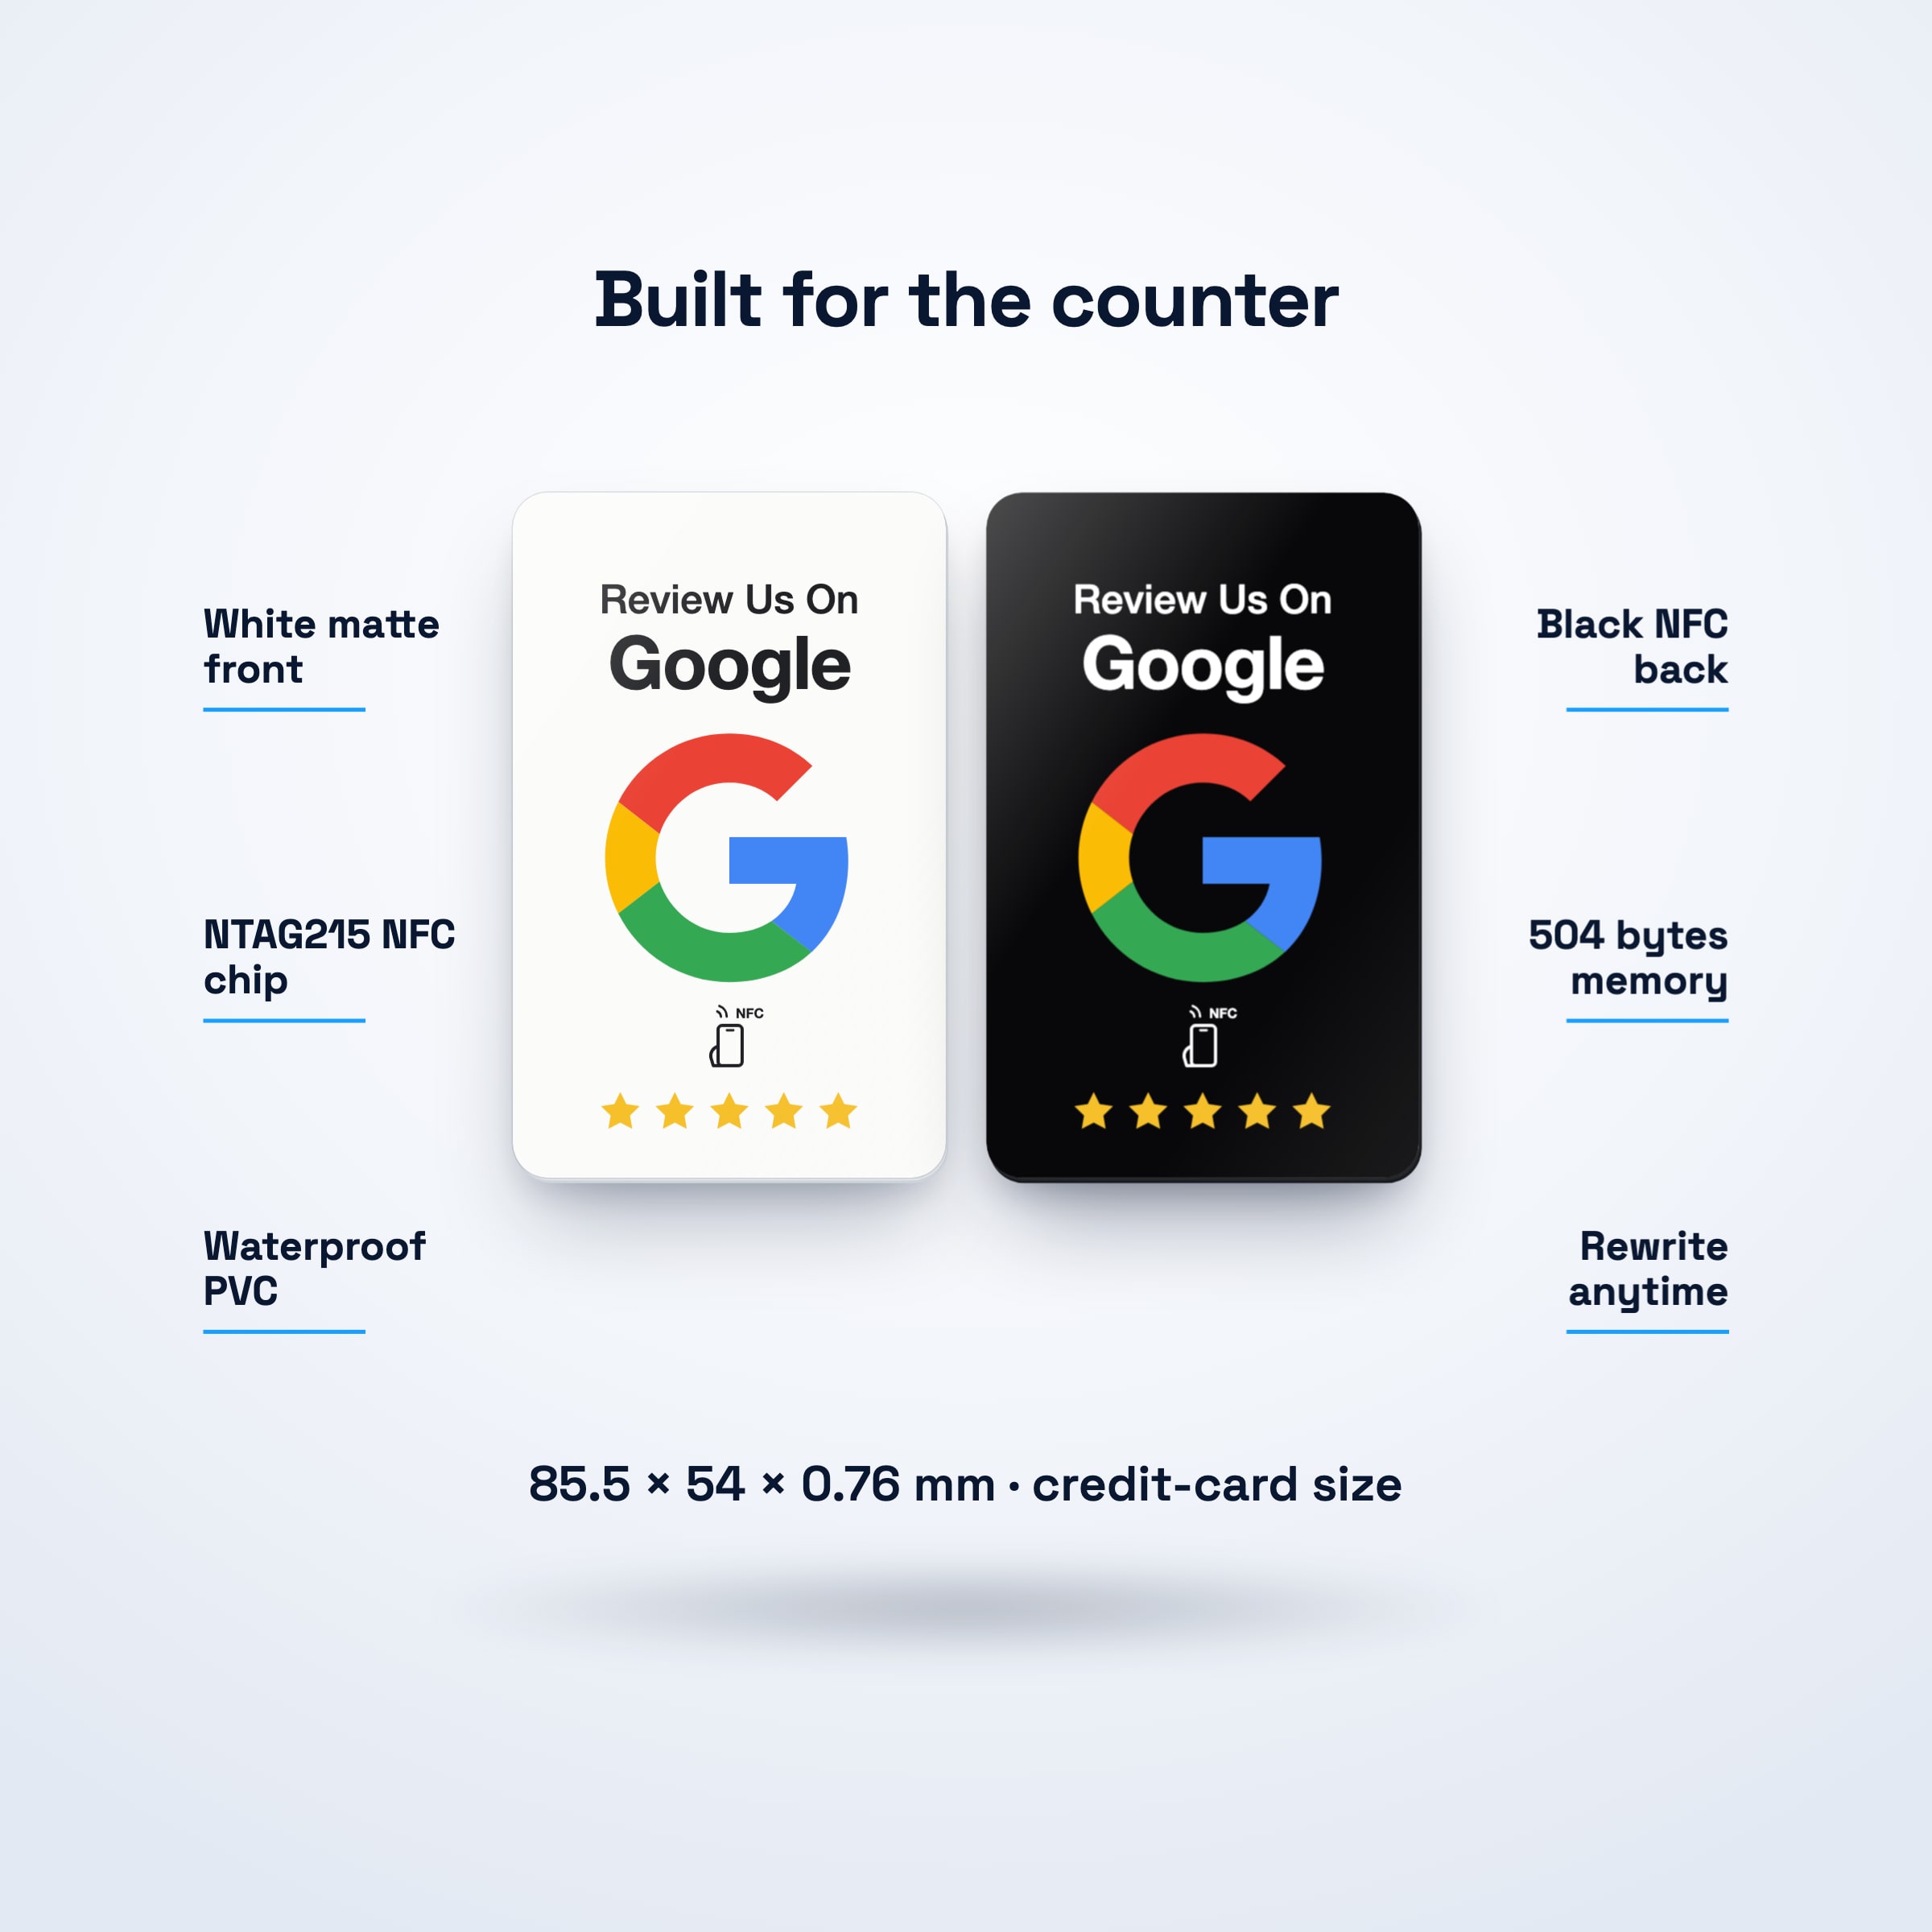 Built for the counter
White matte
front
NTAG215 NFC
chip
Waterproof
PVC
Review Us On
Google
NFC
Review Us On
Google
NFC
Black NFC
back
504 bytes
memory
Rewrite
anytime
85.5 × 54 × 0.76 mm · credit-card size